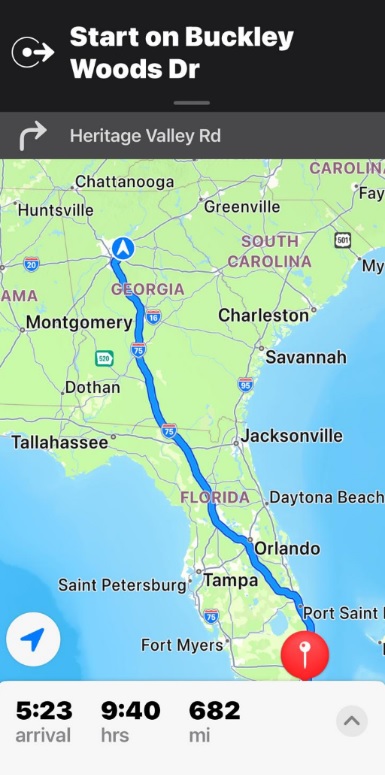 Start on Buckley
Woods Dr
Heritage Valley Rd
CAROLIN
Chattanooga
Fay
Huntsville
Greenville
501
SOUTH
CAROLINA
20
My
AMA
GEORGIA
16
Charleston
Montgomery
75
520
Savannah
Dothan
95
75
Jacksonville
Tallahassee
FLORIDA
Daytona Beach
Orlando
Saint Petersburg
Tampa
Port Saint
75
Fort Myers
5:23
arrival
9:40
hrs
682
mi